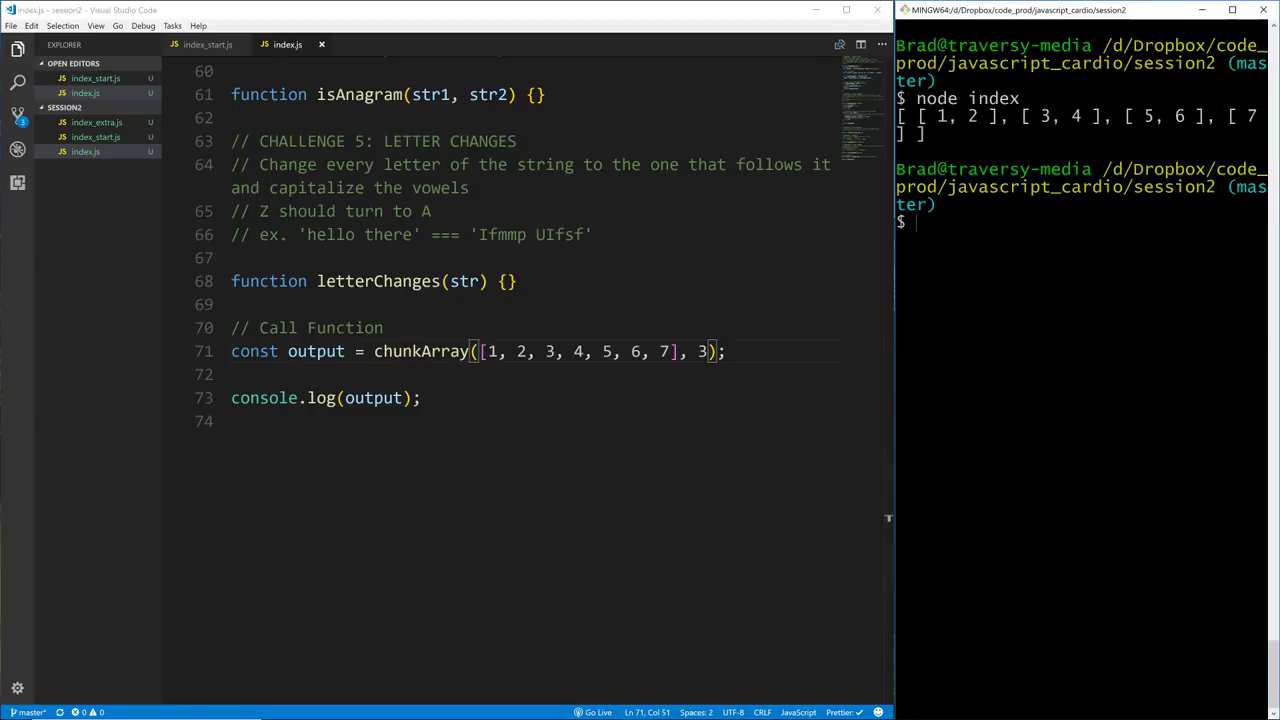 index.js - session2 - Visual Studio Code
File Edit Selection View Go Debug Tasks Help
EXPLORER
OPEN EDITORS
index_start.js U
index.js U
SESSION2
index_extra.js U
index_start.js U
index.js U
3
index_start.js index.js ×
60
61 function isAnagram(str1, str2) {}
62
63 CHALLENGE 5: LETTER CHANGES
64 Change every letter of the string to the one that follows it
and capitalize the vowels
65 // Z should turn to A
66 // ex. 'hello there' === 'Ifmmp UIfsf'
67
68 function letterChanges(str) {}
69
70 // Call Function
71 const output = chunkArray([1, 2, 3, 4, 5, 6, 7], 3);
72
73 console.log(output);
74
master* 0 0 Go Live Ln 71, Col 51 Spaces: 2 UTF-8 CRLF JavaScript Prettier: ✓
MINGW64:/d/Dropbox/code_prod/javascript_cardio/session2
Brad@traversy-media /d/Dropbox/code_
prod/javascript_cardio/session2 (mas
ter)
$ node index
[ [ 1, 2 ], [ 3, 4 ], [ 5, 6 ], [ 7
] ]
Brad@traversy-media /d/Dropbox/code_
prod/javascript_cardio/session2 (mas
ter)
$